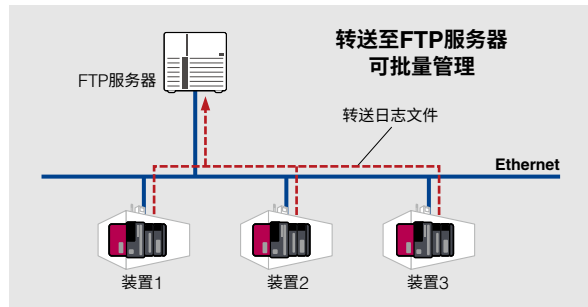 转送至FTP服务器
可批量管理
FTP服务器
转送日志文件
Ethernet
装置1
装置2
装置3